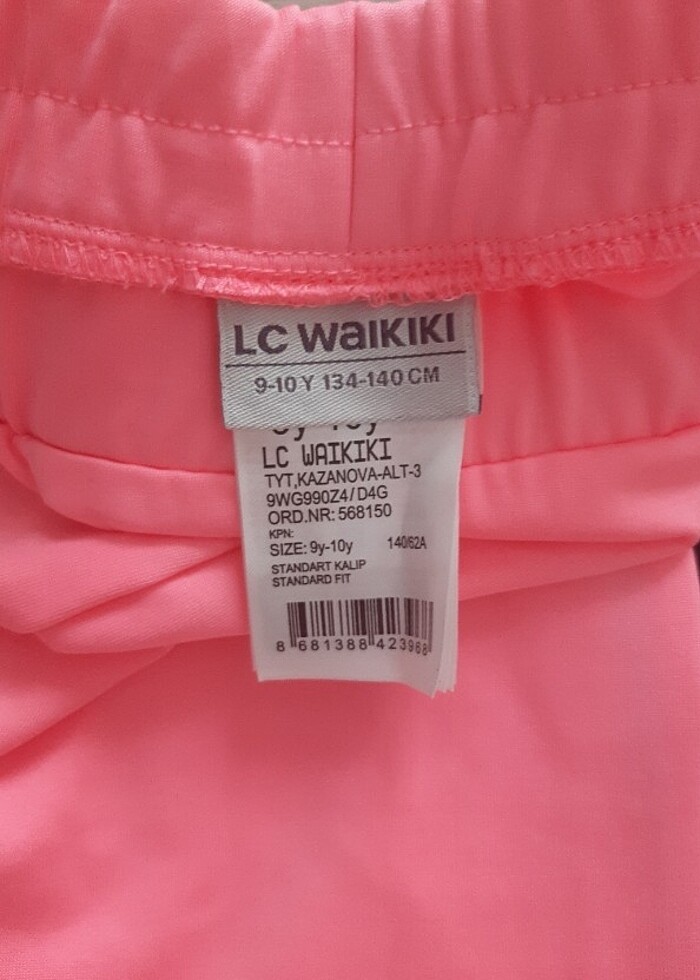 LC WaIKIKI
9-10 Y 134-140 CM
LC WAIKIKI
TYT,KAZANOVA-ALT-3
9WG990Z4/D4G
ORD.NR: 568150
KPN:
SIZE: 9y-10y 140/62A
STANDART KALIP
STANDARD FIT
8 681388 423968